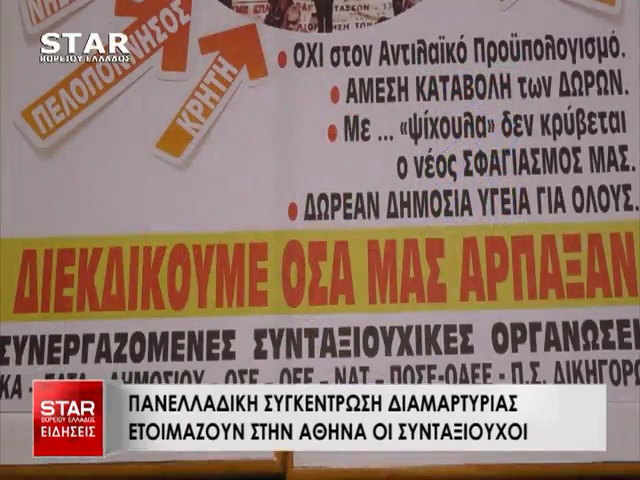 STAR
ΒΟΡΕΙΟΥ ΕΛΛΑΔΟΣ
ΠΕΛΟΠΟΝΝΗΣΟΣ
ΚΡΗΤΗ
• ΟΧΙ στον Αντιλαϊκό Προϋπολογισμό.
• ΑΜΕΣΗ ΚΑΤΑΒΟΛΗ των ΔΩΡΩΝ.
• Με ... «ψίχουλα» δεν κρύβεται
ο νέος ΣΦΑΓΙΑΣΜΟΣ ΜΑΣ.
• ΔΩΡΕΑΝ ΔΗΜΟΣΙΑ ΥΓΕΙΑ ΓΙΑ ΟΛΟΥΣ.
ΔΙΕΚΔΙΚΟΥΜΕ ΟΣΑ ΜΑΣ ΑΡΠΑΞΑΝ
ΣΥΝΕΡΓΑΖΟΜΕΝΕΣ ΣΥΝΤΑΞΙΟΥΧΙΚΕΣ ΟΡΓΑΝΩΣΕΙ
ΔΗΜΟΣΙΟΥ - ΟΣΕ - ΟΕΕ - ΝΑΤ - ΠΟΣΕ-ΟΑΕΕ - Π.Σ. ΔΙΚΗΓΟΡ
STAR
ΒΟΡΕΙΟΥ ΕΛΛΑΔΟΣ
ΕΙΔΗΣΕΙΣ
ΠΑΝΕΛΛΑΔΙΚΗ ΣΥΓΚΕΝΤΡΩΣΗ ΔΙΑΜΑΡΤΥΡΙΑΣ
ΕΤΟΙΜΑΖΟΥΝ ΣΤΗΝ ΑΘΗΝΑ ΟΙ ΣΥΝΤΑΞΙΟΥΧΟΙ